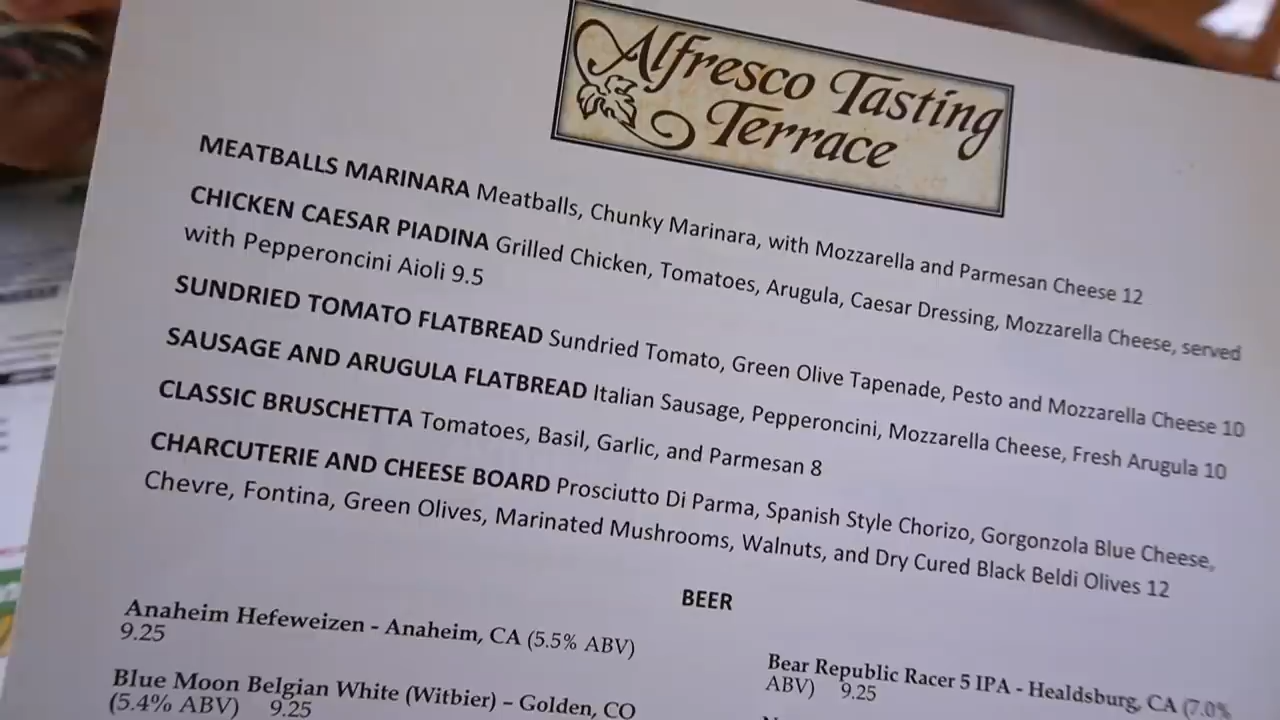 Alfresco Tasting
Terrace
MEATBALLS MARINARA Meatballs, Chunky Marinara, with Mozzarella and Parmesan Cheese 12
CHICKEN CAESAR PIADINA Grilled Chicken, Tomatoes, Arugula, Caesar Dressing, Mozzarella Cheese, served
with Pepperoncini Aioli 9.5
SUNDRIED TOMATO FLATBREAD Sundried Tomato, Green Olive Tapenade, Pesto and Mozzarella Cheese 10
SAUSAGE AND ARUGULA FLATBREAD Italian Sausage, Pepperoncini, Mozzarella Cheese, Fresh Arugula 10
CLASSIC BRUSCHETTA Tomatoes, Basil, Garlic, and Parmesan 8
CHARCUTERIE AND CHEESE BOARD Prosciutto Di Parma, Spanish Style Chorizo, Gorgonzola Blue Cheese,
Chevre, Fontina, Green Olives, Marinated Mushrooms, Walnuts, and Dry Cured Black Beldi Olives 12
BEER
Anaheim Hefeweizen - Anaheim, CA (5.5% ABV)
9.25
Blue Moon Belgian White (Witbier) – Golden, CO
(5.4% ABV) 9.25
Bear Republic Racer 5 IPA - Healdsburg, CA (7.0%
ABV) 9.25